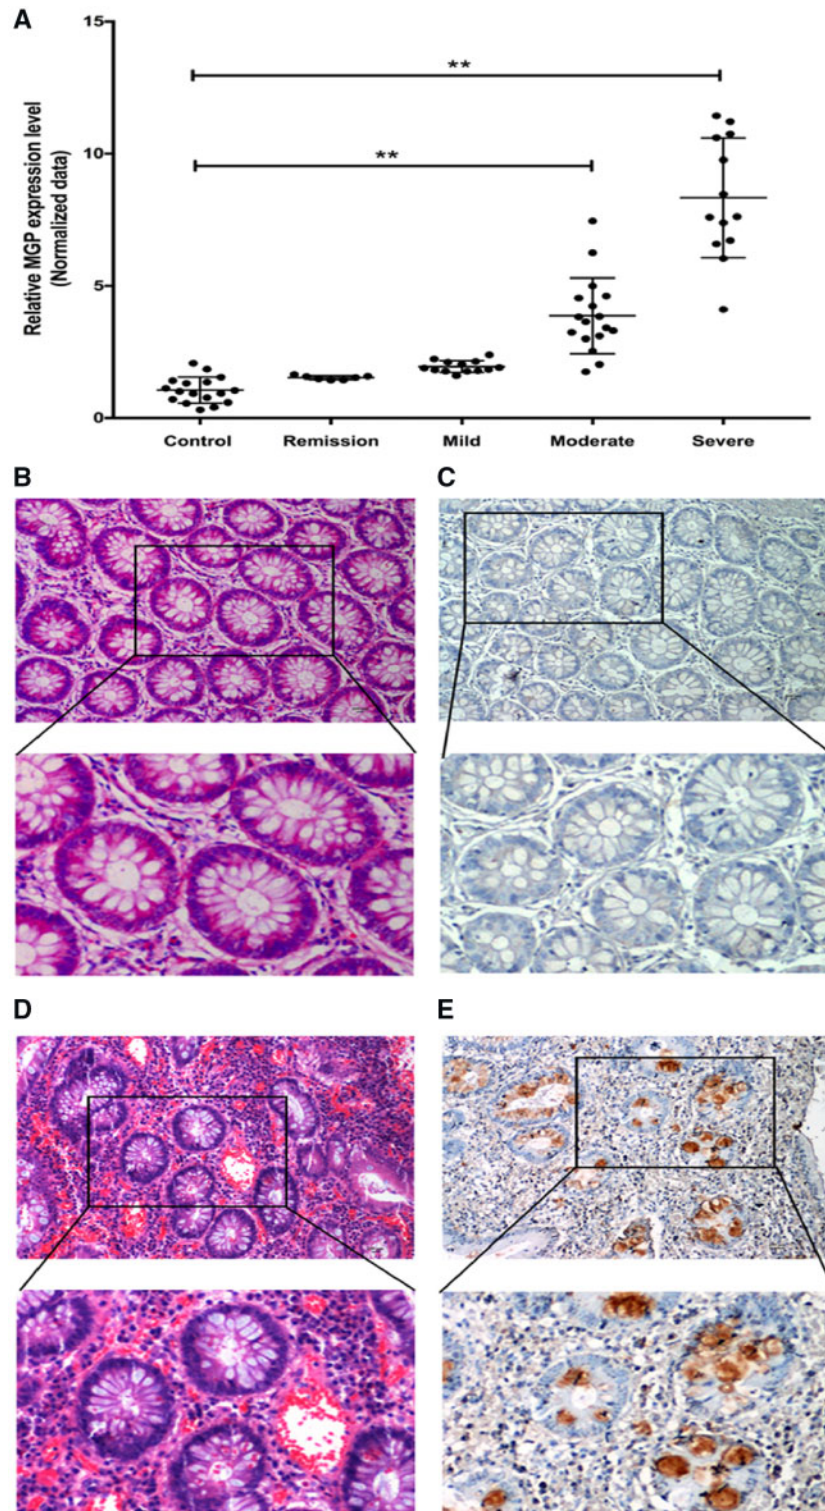 A
15
**
**
10
5
0
Relative MGP expression level
(Normalized data)
Control Remission Mild Moderate Severe
B C
D E